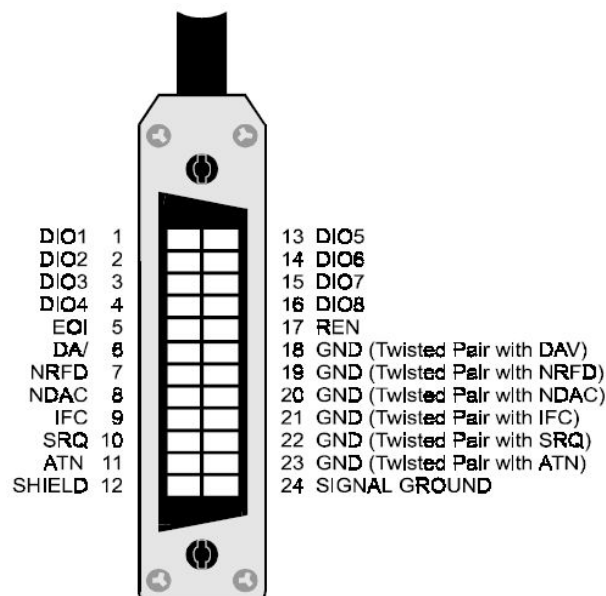 DIO1 1
DIO2 2
DIO3 3
DIO4 4
EOI 5
DAV 6
NRFD 7
NDAC 8
IFC 9
SRQ 10
ATN 11
SHIELD 12
13 DIO5
14 DIO6
15 DIO7
16 DIO8
17 REN
18 GND (Twisted Pair with DAV)
19 GND (Twisted Pair with NRFD)
20 GND (Twisted Pair with NDAC)
21 GND (Twisted Pair with IFC)
22 GND (Twisted Pair with SRQ)
23 GND (Twisted Pair with ATN)
24 SIGNAL GROUND